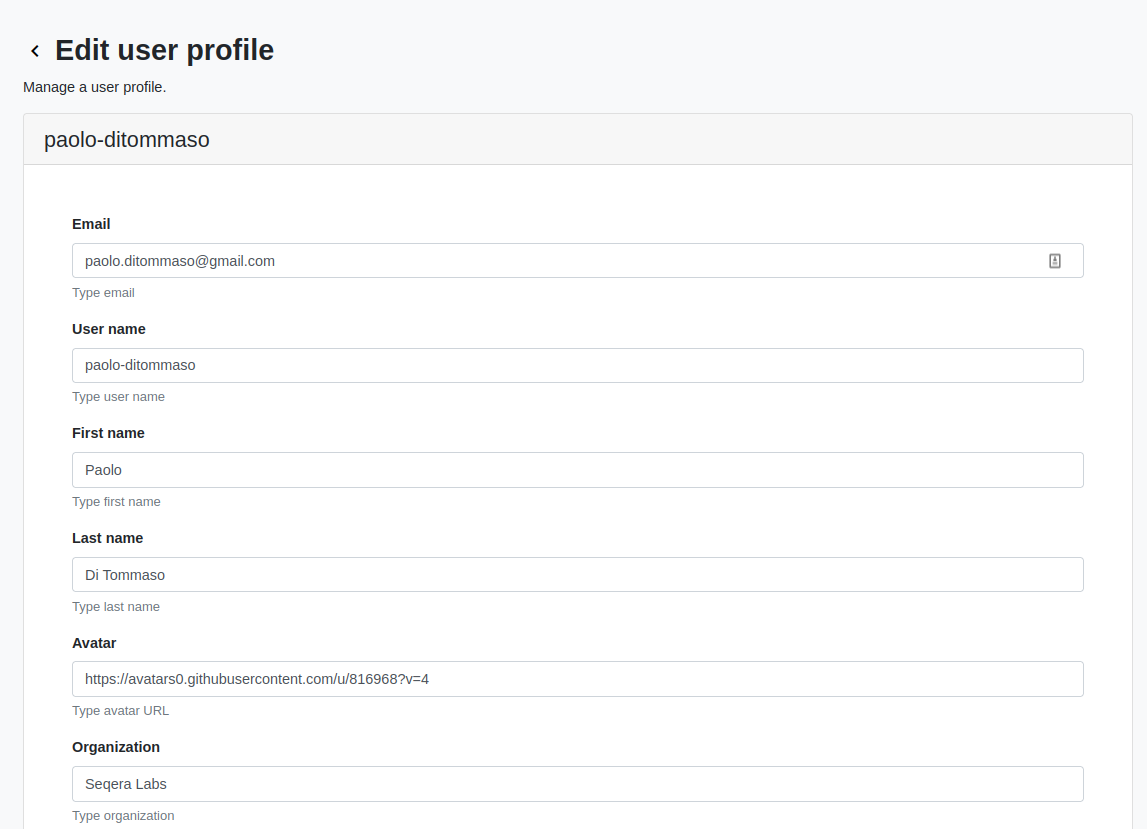 Edit user profile
Manage a user profile.
paolo-ditommaso
Email
paolo.ditommaso@gmail.com
Type email
User name
paolo-ditommaso
Type user name
First name
Paolo
Type first name
Last name
Di Tommaso
Type last name
Avatar
https://avatars0.githubusercontent.com/u/816968?v=4
Type avatar URL
Organization
Seqera Labs
Type organization